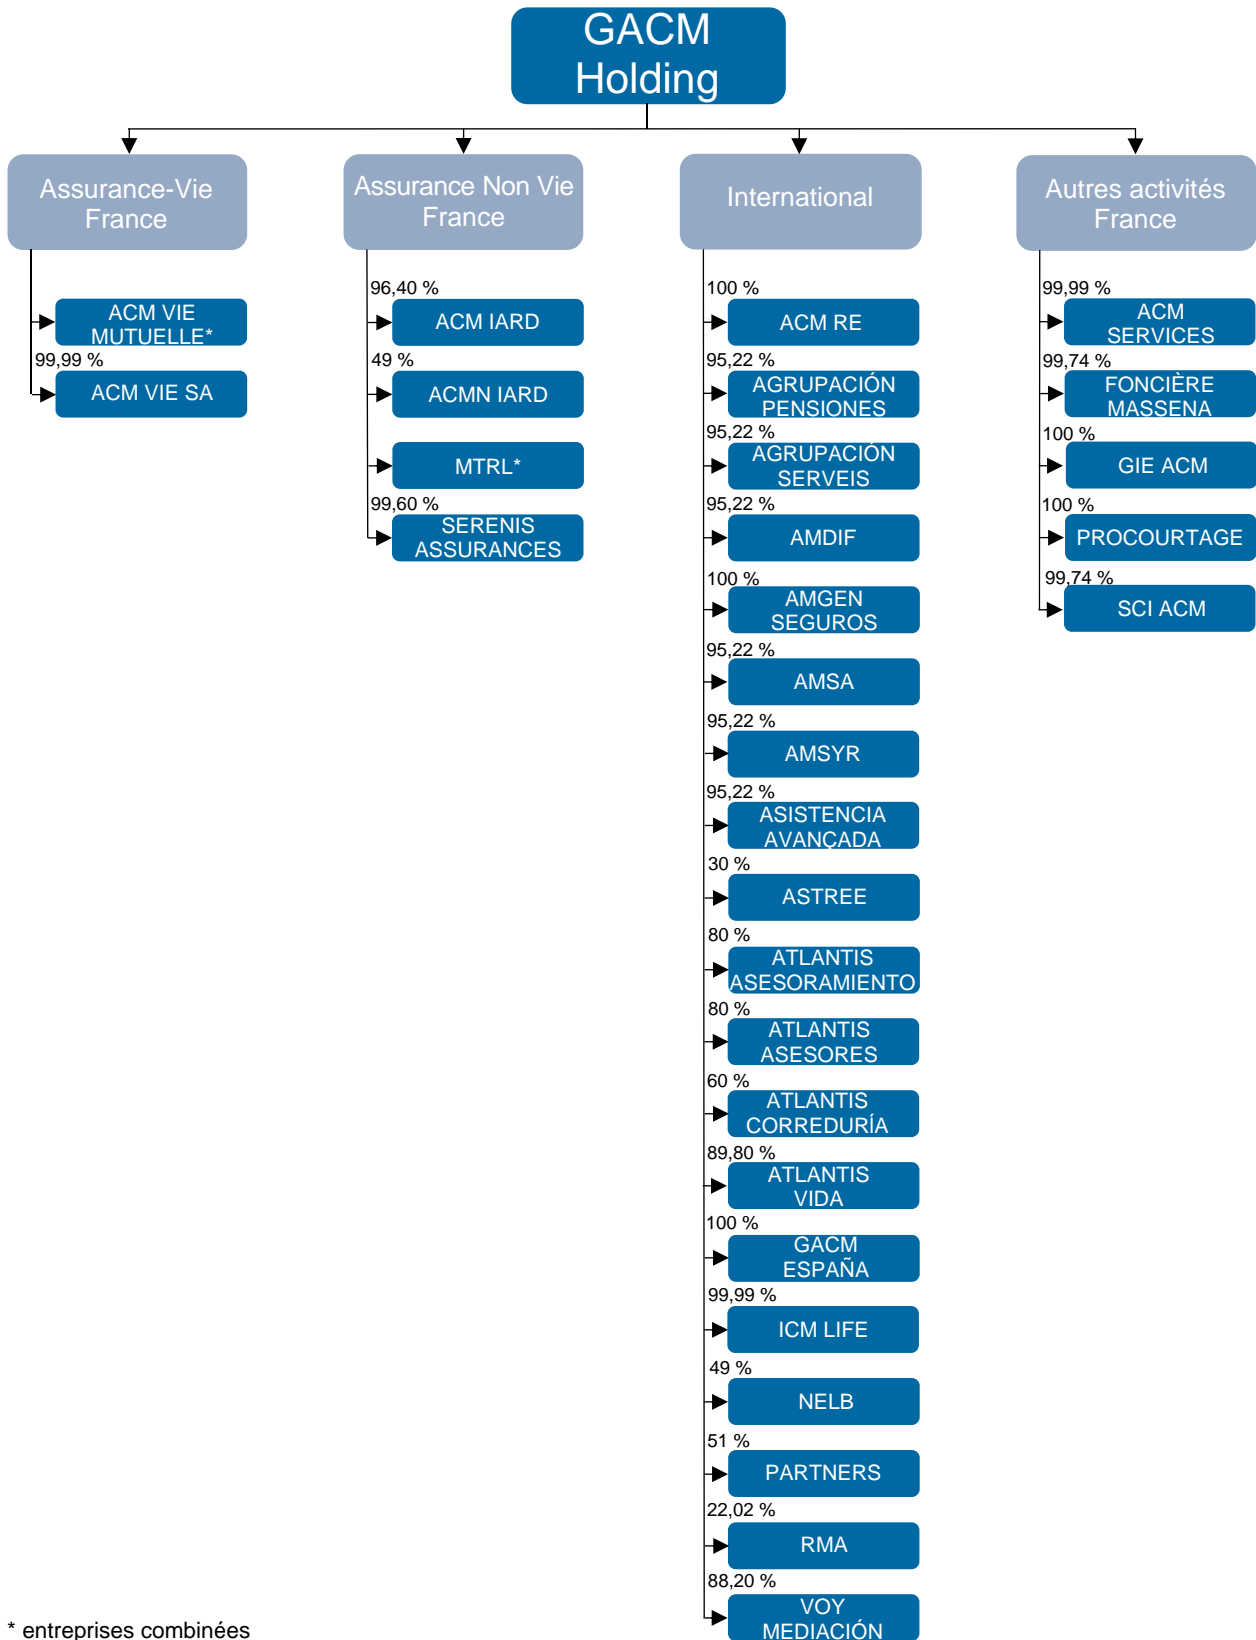 GACM
Holding
Assurance-Vie
France
ACM VIE
MUTUELLE*
99,99 %
ACM VIE SA
Assurance Non Vie
France
96,40 %
ACM IARD
49 %
ACMN IARD
MTRL*
99,60 %
SERENIS
ASSURANCES
International
100 %
ACM RE
95,22 %
AGRUPACIÓN
PENSIONES
95,22 %
AGRUPACIÓN
SERVEIS
95,22 %
AMDIF
100 %
AMGEN
SEGUROS
95,22 %
AMSA
95,22 %
AMSYR
95,22 %
ASISTENCIA
AVANÇADA
30 %
ASTREE
80 %
ATLANTIS
ASESORAMIENTO
80 %
ATLANTIS
ASESORES
60 %
ATLANTIS
CORREDURÍA
89,80 %
ATLANTIS
VIDA
100 %
GACM
ESPAÑA
99,99 %
ICM LIFE
49 %
NELB
51 %
PARTNERS
22,02 %
RMA
88,20 %
VOY
MEDIACIÓN
Autres activités
France
99,99 %
ACM
SERVICES
99,74 %
FONCIÈRE
MASSENA
100 %
GIE ACM
100 %
PROCOURTAGE
99,74 %
SCI ACM
* entreprises combinées